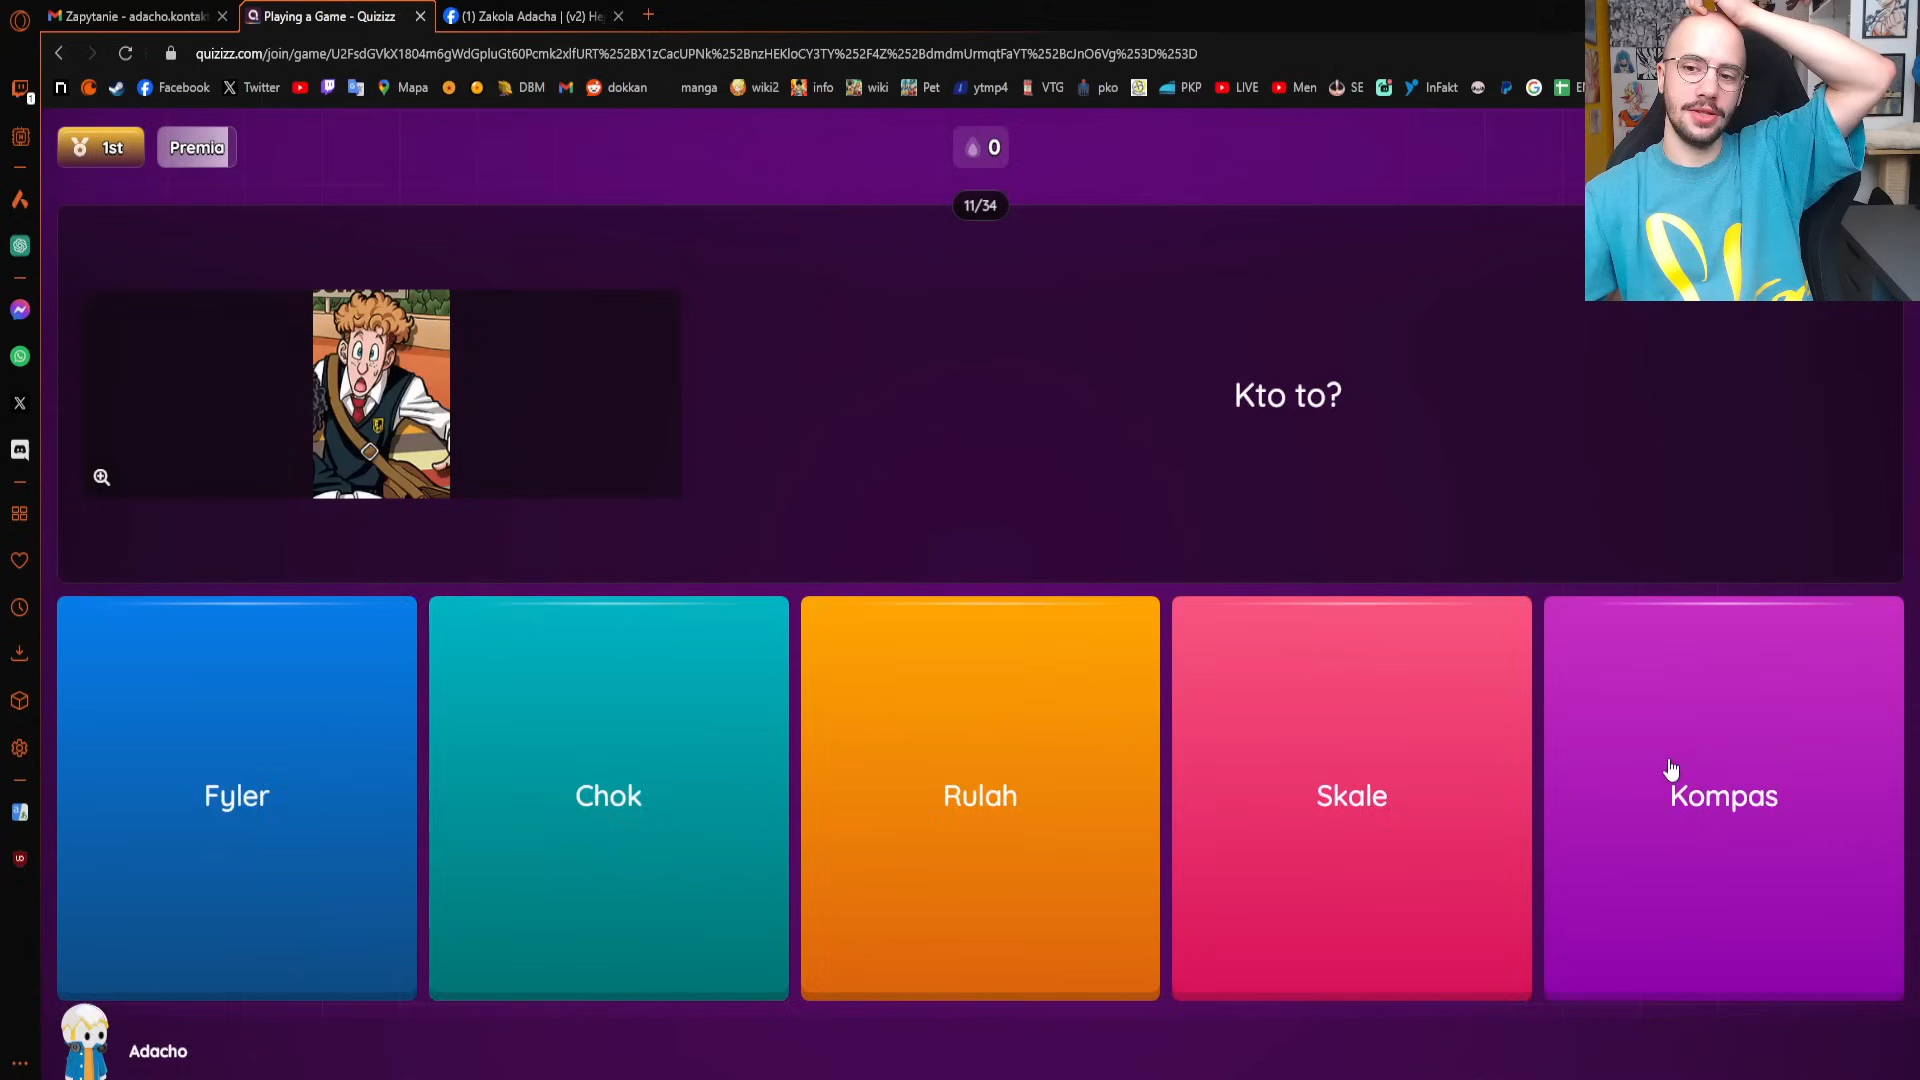 Zapytanie - adacho.kontak
Playing a Game - Quizizz
(1) Zakola Adacha | (v2) He
quizizz.com/join/game/U2FsdGVkX1804m6gWdGpluGt60Pcmk2xlfURT%252BX1zCacUPNk%252BnzHEKloCY3TY%252F4Z%252BdmdmUrmqtFaYT%252BcJnO6Vg%253D%253D
Facebook
Twitter
Mapa
DBM
dokkan
manga
wiki2
info
wiki
Pet
ytmp4
VTG
pko
PKP
LIVE
Men
SE
InFakt
1
1st
Premia
0
11/34
Kto to?
Fyler
Chok
Rulah
Skale
Kompas
Adacho